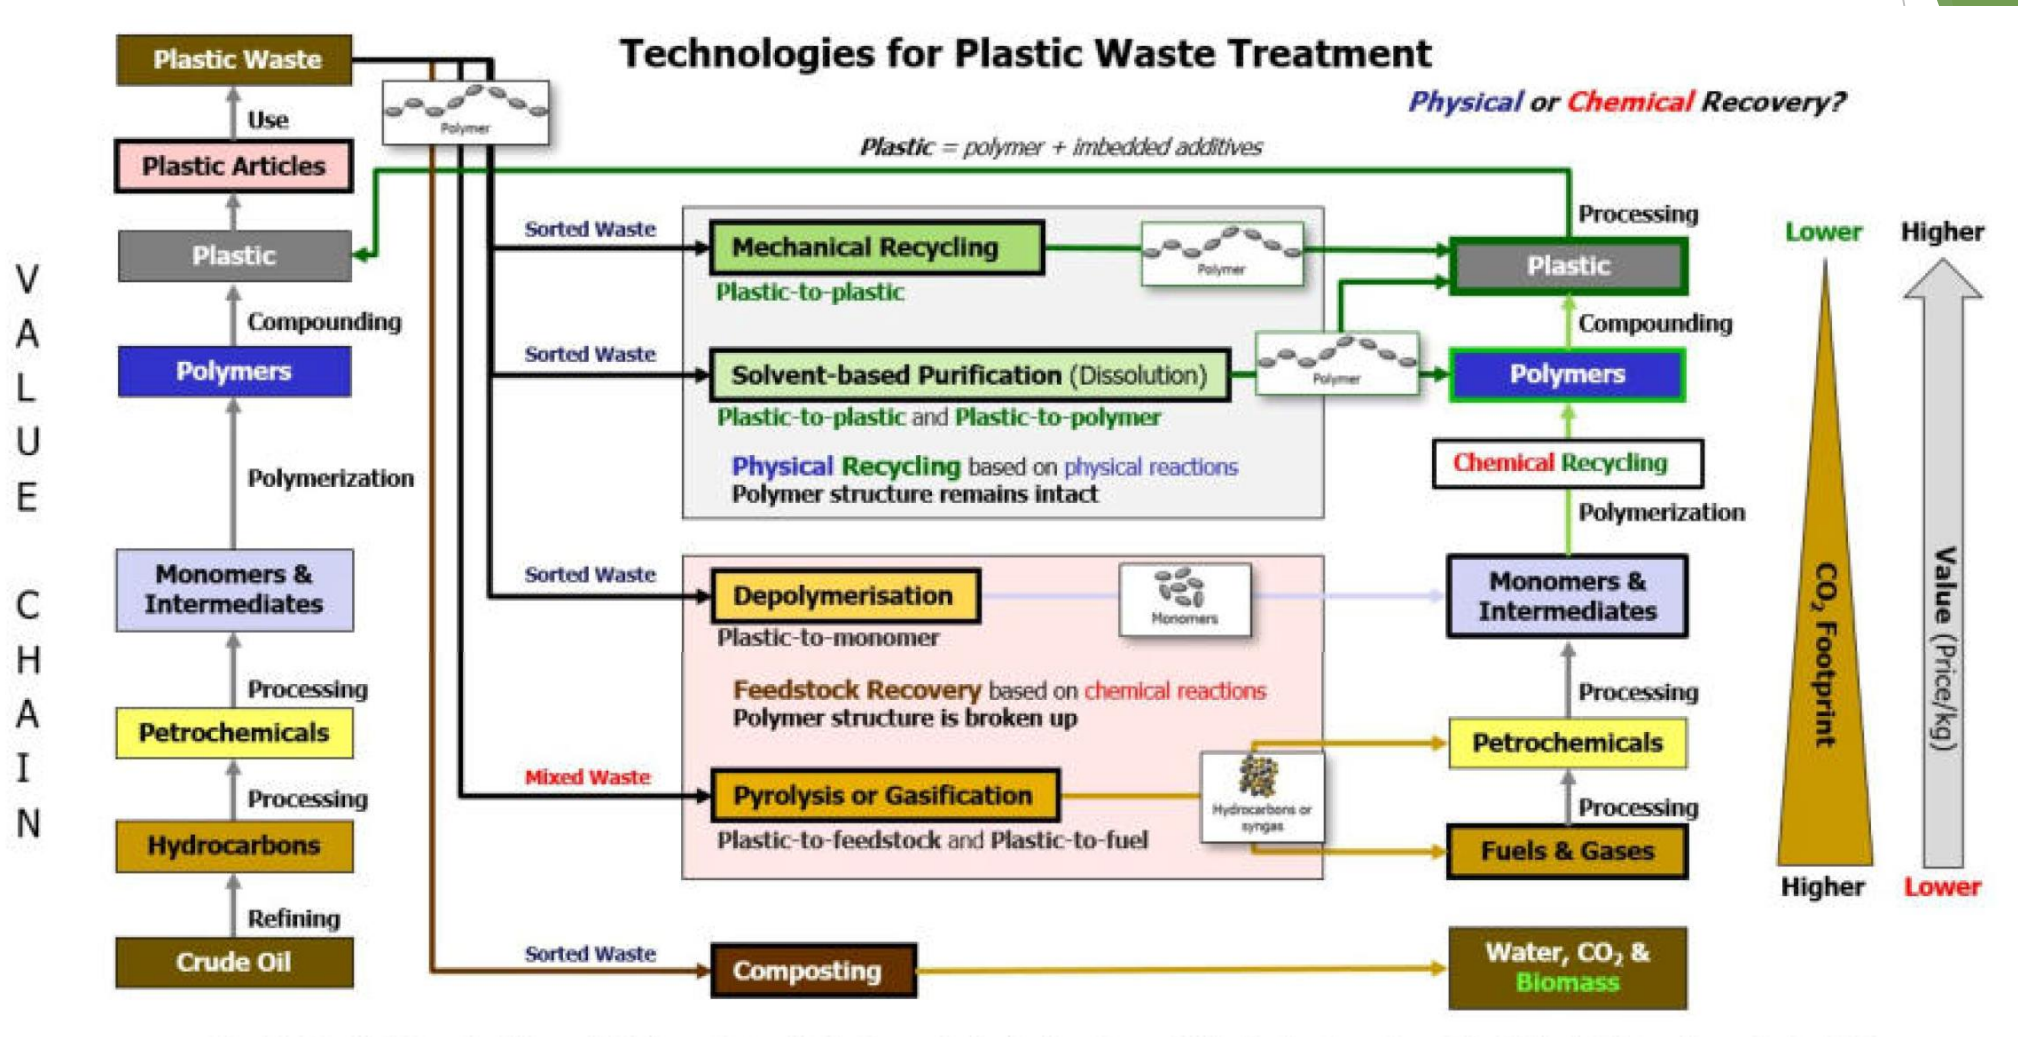 Technologies for Plastic Waste Treatment
Physical or Chemical Recovery?
Plastic = polymer + imbedded additives
VALUE CHAIN
Plastic Waste
Use
Plastic Articles
Plastic
Compounding
Polymers
Polymerization
Monomers &
Intermediates
Processing
Petrochemicals
Processing
Hydrocarbons
Refining
Crude Oil
Polymer
Sorted Waste
Mechanical Recycling
Plastic-to-plastic
Polymer
Sorted Waste
Solvent-based Purification (Dissolution)
Plastic-to-plastic and Plastic-to-polymer
Polymer
Physical Recycling based on physical reactions
Polymer structure remains intact
Sorted Waste
Depolymerisation
Plastic-to-monomer
Monomers
Feedstock Recovery based on chemical reactions
Polymer structure is broken up
Mixed Waste
Pyrolysis or Gasification
Plastic-to-feedstock and Plastic-to-fuel
Hydrocarbons or
syngas
Sorted Waste
Composting
Processing
Plastic
Compounding
Polymers
Chemical Recycling
Polymerization
Monomers &
Intermediates
Processing
Petrochemicals
Processing
Fuels & Gases
Water, CO₂ &
Biomass
Lower
CO₂ Footprint
Higher
Higher
Value (Price/kg)
Lower